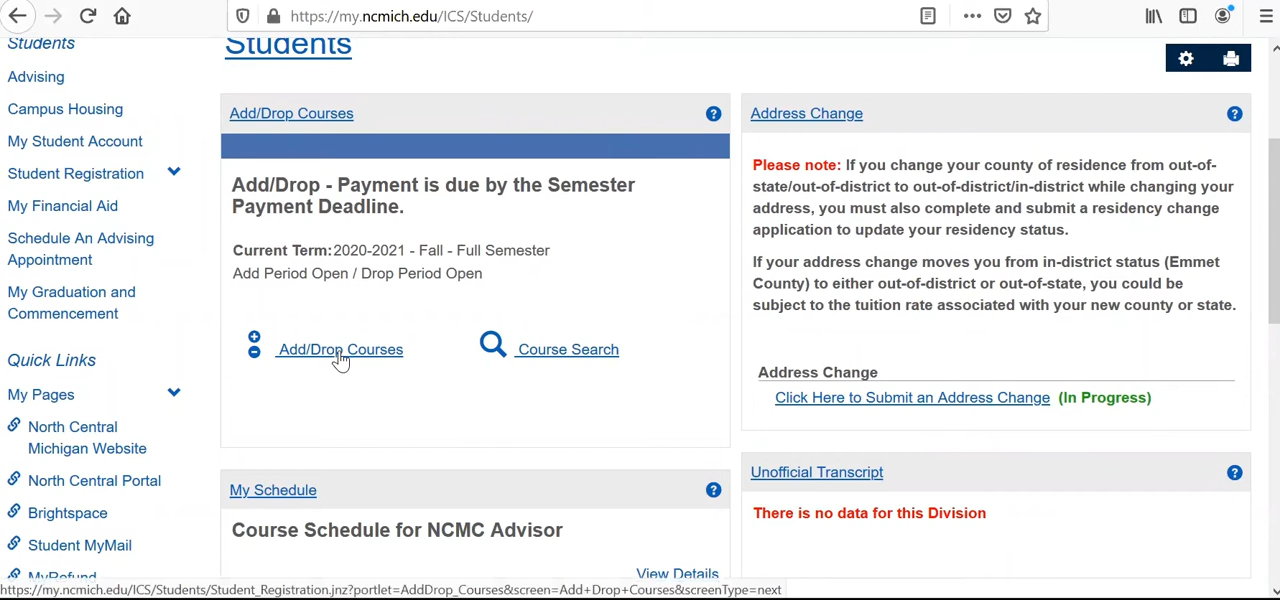 https://my.ncmich.edu/ICS/Students/
Students
Advising
Campus Housing
My Student Account
Student Registration
My Financial Aid
Schedule An Advising
Appointment
My Graduation and
Commencement
Quick Links
My Pages
North Central
Michigan Website
North Central Portal
Brightspace
Student MyMail
MyRefund
Students
Add/Drop Courses
Add/Drop - Payment is due by the Semester
Payment Deadline.
Current Term:2020-2021 - Fall - Full Semester
Add Period Open / Drop Period Open
Add/Drop Courses
Course Search
My Schedule
Course Schedule for NCMC Advisor
View Details
Address Change
Please note: If you change your county of residence from out-of-
state/out-of-district to out-of-district/in-district while changing your
address, you must also complete and submit a residency change
application to update your residency status.
If your address change moves you from in-district status (Emmet
County) to either out-of-district or out-of-state, you could be
subject to the tuition rate associated with your new county or state.
Address Change
Click Here to Submit an Address Change (In Progress)
Unofficial Transcript
There is no data for this Division
https://my.ncmich.edu/ICS/Students/Student_Registration.jnz?portlet=AddDrop_Courses&screen=Add+Drop+Courses&screenType=next